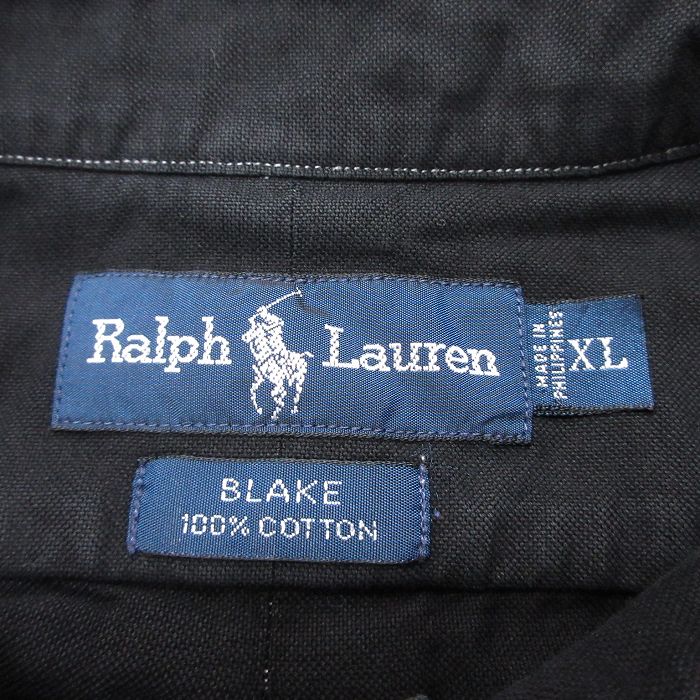 Ralph Lauren
MADE IN
PHILIPPINES
XL
BLAKE
100% COTTON